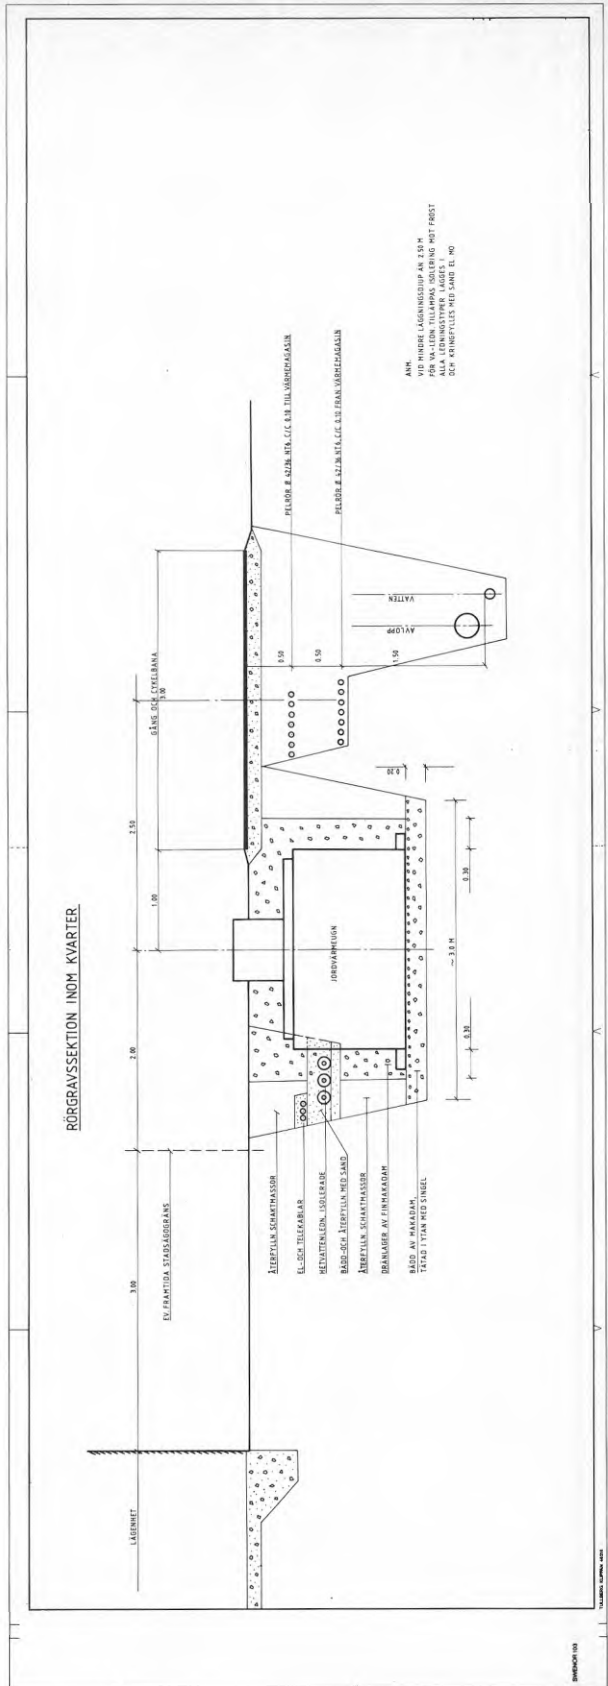 RÖRGRAVSSEKTION INOM KVARTER
LÄGENHET
3.00
EV. FRAMTIDA STADSÄGOGRÄNS
2.00
1.00
2.50
GÅNG OCH CYKELBANA
3.00
ÅTERFYLLN. SCHAKTMASSOR
EL- OCH TELEKABLAR
HETVATTENLEDN, ISOLERADE
BÄDD- OCH ÅTERFYLLN MED SAND
ÅTERFYLLN SCHAKTMASSOR
DRÄNLAGER AV FINMAKADAM
BÄDD AV MAKADAM,
TÄTAD I YTAN MED SINGEL
JORDVÄRMEUGN
0.30
~ 3.0 M
0.30
0.20
0.50
0.50
1.50
AVLOPP
VATTEN
PELRÖR Ø 42/36 NT6 C/C 0.10 TILL VÄRMEMAGASIN
PELRÖR Ø 42/36 NT6 C/C 0.10 FRÅN VÄRMEMAGASIN
ANM.
VID MINDRE LÄGGNINGSDJUP ÄN 2.50 M
FÖR VA-LEDN. TILLÄMPAS ISOLERING MOT FROST
ALLA LEDNINGSTYPER LÄGGES I
OCH KRINGFYLLES MED SAND EL MO